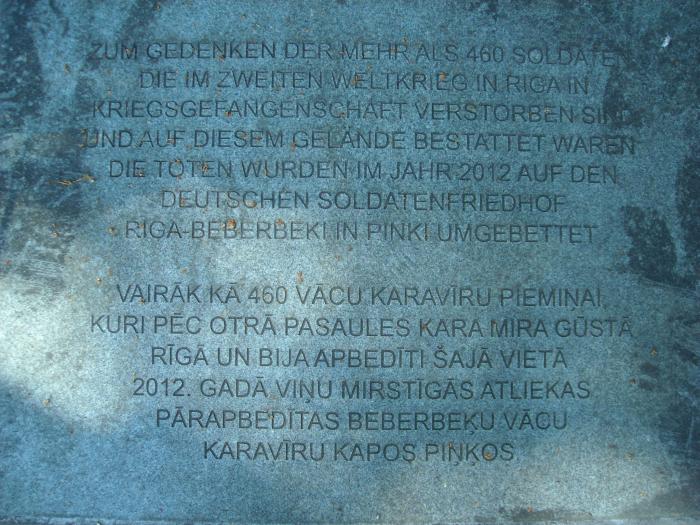 ZUM GEDENKEN DER MEHR ALS 460 SOLDATEN
DIE IM ZWEITEN WELTKRIEG IN RIGA IN
KRIEGSGEFANGENSCHAFT VERSTORBEN SIND
UND AUF DIESEM GELÄNDE BESTATTET WAREN
DIE TOTEN WURDEN IM JAHR 2012 AUF DEN
DEUTSCHEN SOLDATENFRIEDHOF
RIGA-BEBERBEKI IN PINKI UMGEBETTET
VAIRĀK KĀ 460 VĀCU KARAVĪRU PIEMIŅAI,
KURI PĒC OTRĀ PASAULES KARA MIRA GŪSTĀ
RĪGĀ UN BIJA APBEDĪTI ŠAJĀ VIETĀ
2012. GADĀ VIŅU MIRSTĪGĀS ATLIEKAS
PĀRAPBEDĪTAS BEBERBEĶU VĀCU
KARAVĪRU KAPOS PIŅĶOS